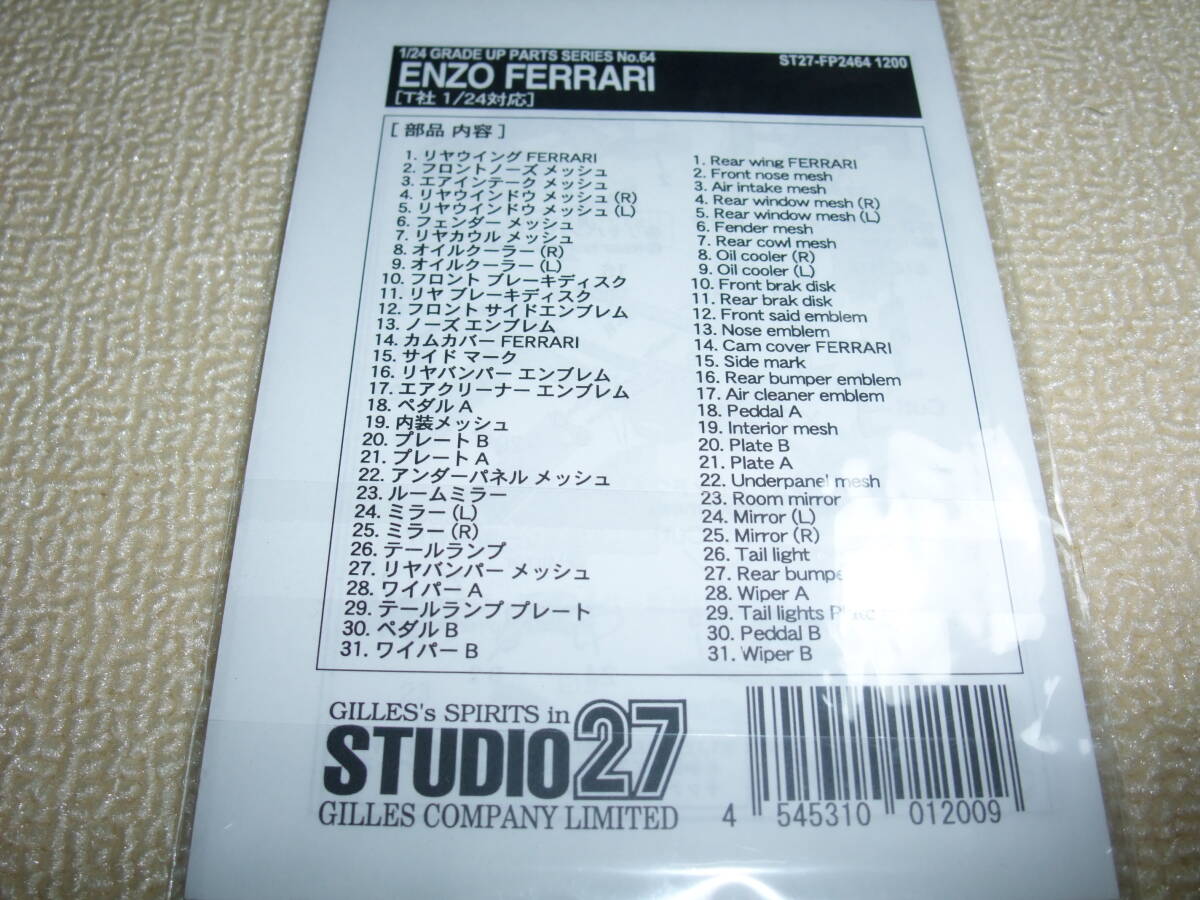 1/24 GRADE UP PARTS SERIES No.64
ST27-FP2464 1200
ENZO FERRARI
[T社 1/24対応]
[ 部品 内容 ]
1. リヤウイング FERRARI
2. フロントノーズ メッシュ
3. エアインテーク メッシュ
4. リヤウインドウ メッシュ (R)
5. リヤウインドウ メッシュ (L)
6. フェンダー メッシュ
7. リヤカウル メッシュ
8. オイルクーラー (R)
9. オイルクーラー (L)
10. フロント ブレーキディスク
11. リヤ ブレーキディスク
12. フロント サイドエンブレム
13. ノーズ エンブレム
14. カムカバー FERRARI
15. サイド マーク
16. リヤバンパー エンブレム
17. エアクリーナー エンブレム
18. ペダル A
19. 内装メッシュ
20. プレート B
21. プレート A
22. アンダーパネル メッシュ
23. ルームミラー
24. ミラー (L)
25. ミラー (R)
26. テールランプ
27. リヤバンパー メッシュ
28. ワイパー A
29. テールランプ プレート
30. ペダル B
31. ワイパー B
1. Rear wing FERRARI
2. Front nose mesh
3. Air intake mesh
4. Rear window mesh (R)
5. Rear window mesh (L)
6. Fender mesh
7. Rear cowl mesh
8. Oil cooler (R)
9. Oil cooler (L)
10. Front brak disk
11. Rear brak disk
12. Front said emblem
13. Nose emblem
14. Cam cover FERRARI
15. Side mark
16. Rear bumper emblem
17. Air cleaner emblem
18. Peddal A
19. Interior mesh
20. Plate B
21. Plate A
22. Underpanel mesh
23. Room mirror
24. Mirror (L)
25. Mirror (R)
26. Tail light
27. Rear
28. Wiper A
29. Tail lights
30. Peddal B
31. Wiper B
GILLES's SPIRITS in
STUDIO27
GILLES COMPANY LIMITED
4 545310 012009